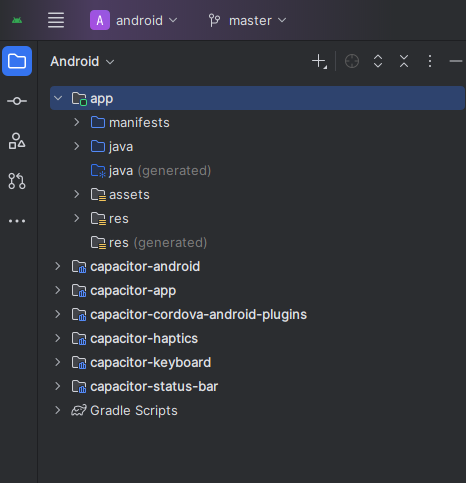 A android master
Android
app
manifests
java
java (generated)
assets
res
res (generated)
capacitor-android
capacitor-app
capacitor-cordova-android-plugins
capacitor-haptics
capacitor-keyboard
capacitor-status-bar
Gradle Scripts